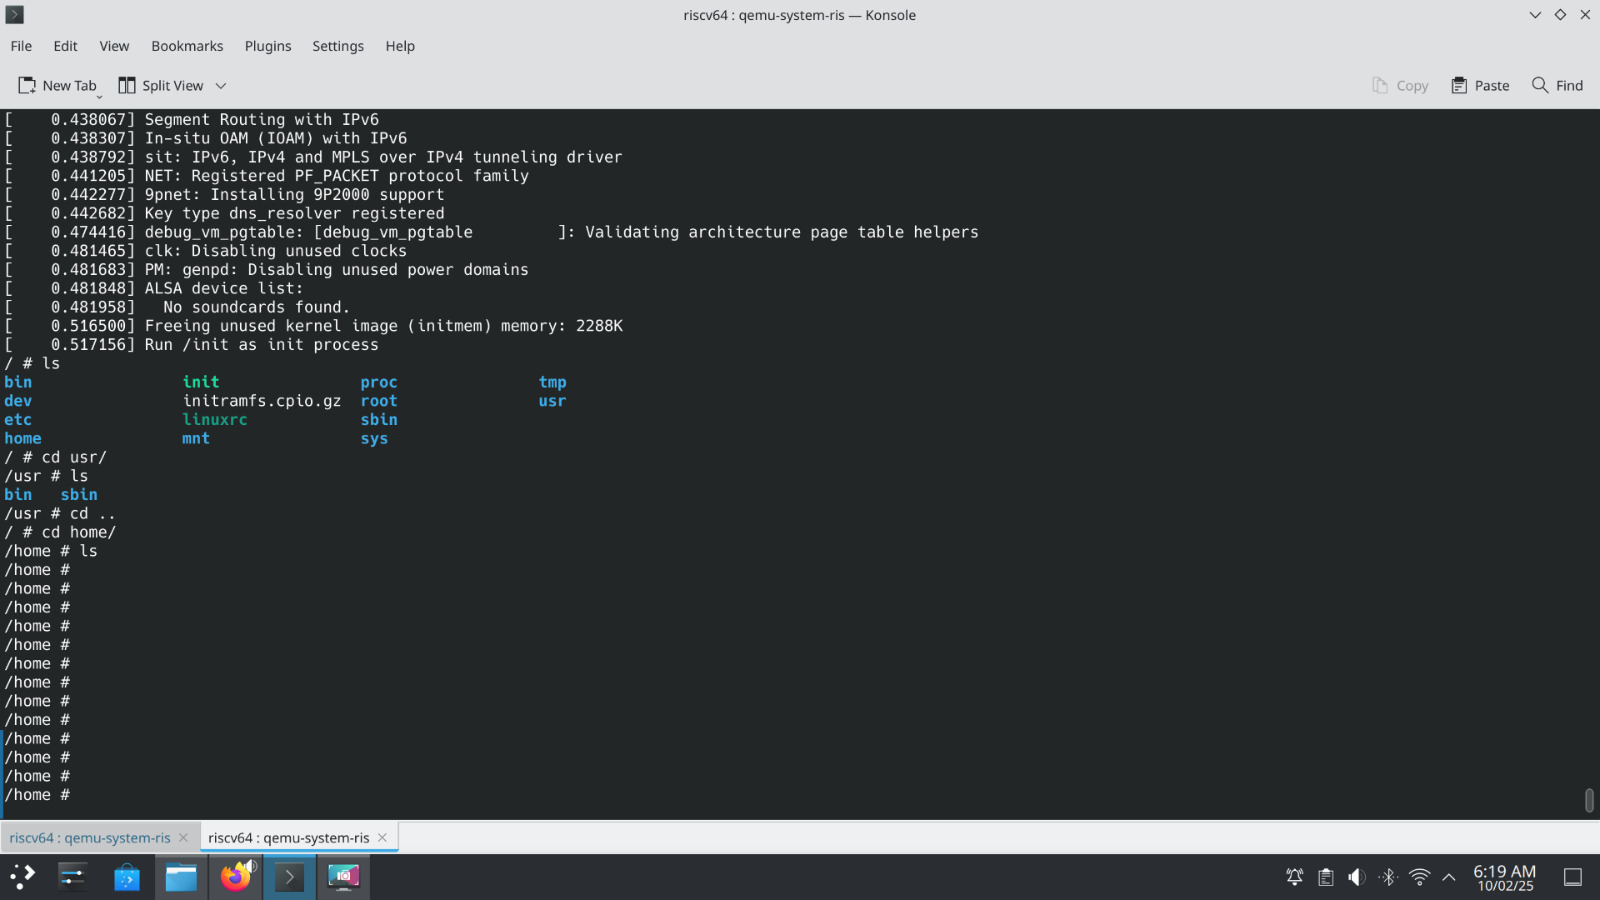 riscv64 : qemu-system-ris — Konsole
File Edit View Bookmarks Plugins Settings Help
New Tab Split View Copy Paste Find
[    0.438067] Segment Routing with IPv6
[    0.438307] In-situ OAM (IOAM) with IPv6
[    0.438792] sit: IPv6, IPv4 and MPLS over IPv4 tunneling driver
[    0.441205] NET: Registered PF_PACKET protocol family
[    0.442277] 9pnet: Installing 9P2000 support
[    0.442682] Key type dns_resolver registered
[    0.474416] debug_vm_pgtable: [debug_vm_pgtable         ]: Validating architecture page table helpers
[    0.481465] clk: Disabling unused clocks
[    0.481683] PM: genpd: Disabling unused power domains
[    0.481848] ALSA device list:
[    0.481958]   No soundcards found.
[    0.516500] Freeing unused kernel image (initmem) memory: 2288K
[    0.517156] Run /init as init process
/ # ls
bin                init               proc               tmp
dev                initramfs.cpio.gz  root               usr
etc                linuxrc            sbin
home               mnt                sys
/ # cd usr/
/usr # ls
bin   sbin
/usr # cd ..
/ # cd home/
/home # ls
/home #
/home #
/home #
/home #
/home #
/home #
/home #
/home #
/home #
/home #
/home #
/home #
/home #
riscv64 : qemu-system-ris riscv64 : qemu-system-ris
6:19 AM
10/02/25